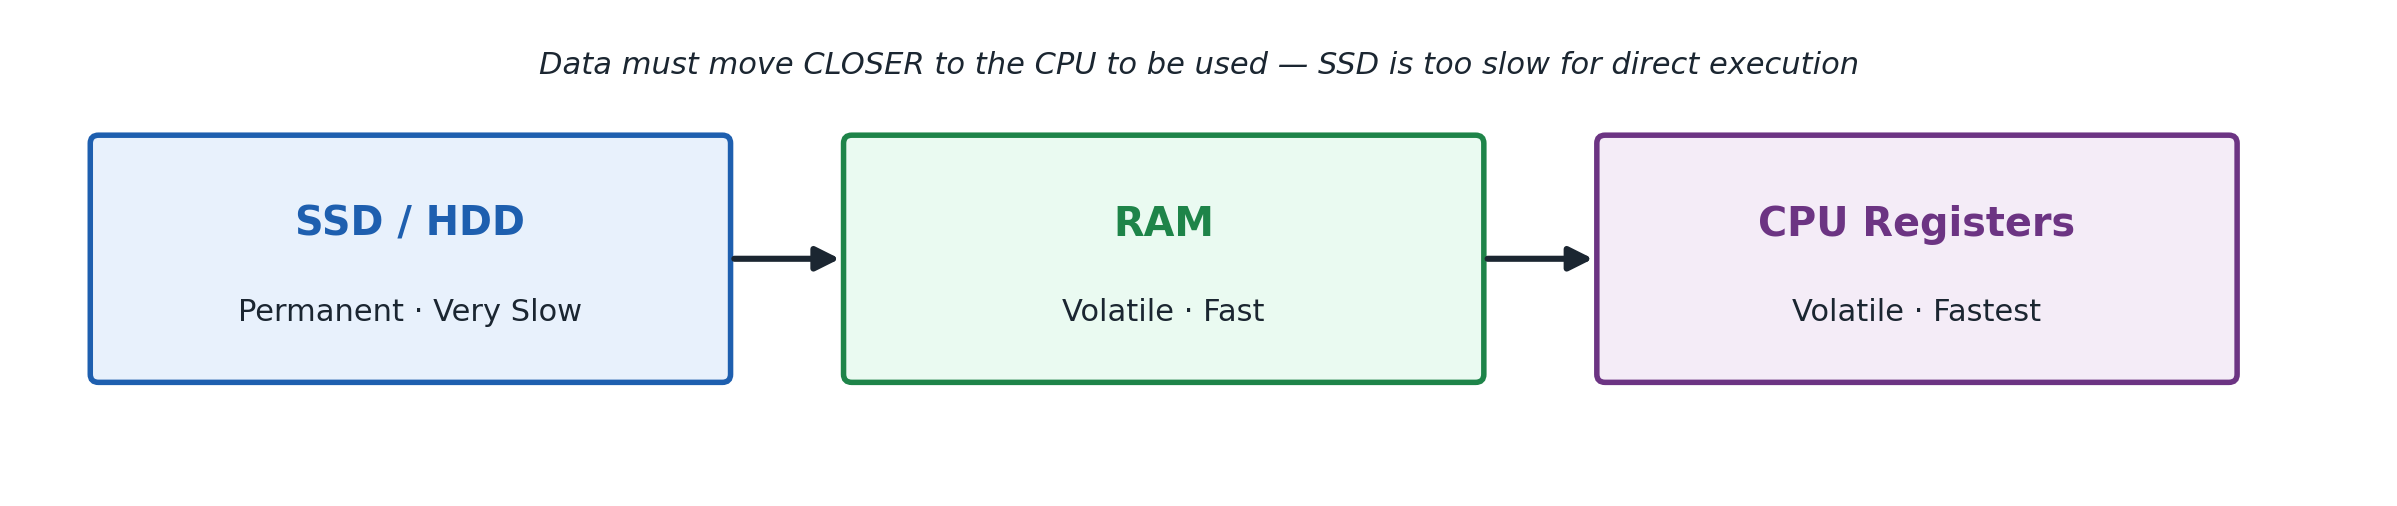 Data must move CLOSER to the CPU to be used — SSD is too slow for direct execution
SSD / HDD
Permanent · Very Slow
RAM
Volatile · Fast
CPU Registers
Volatile · Fastest